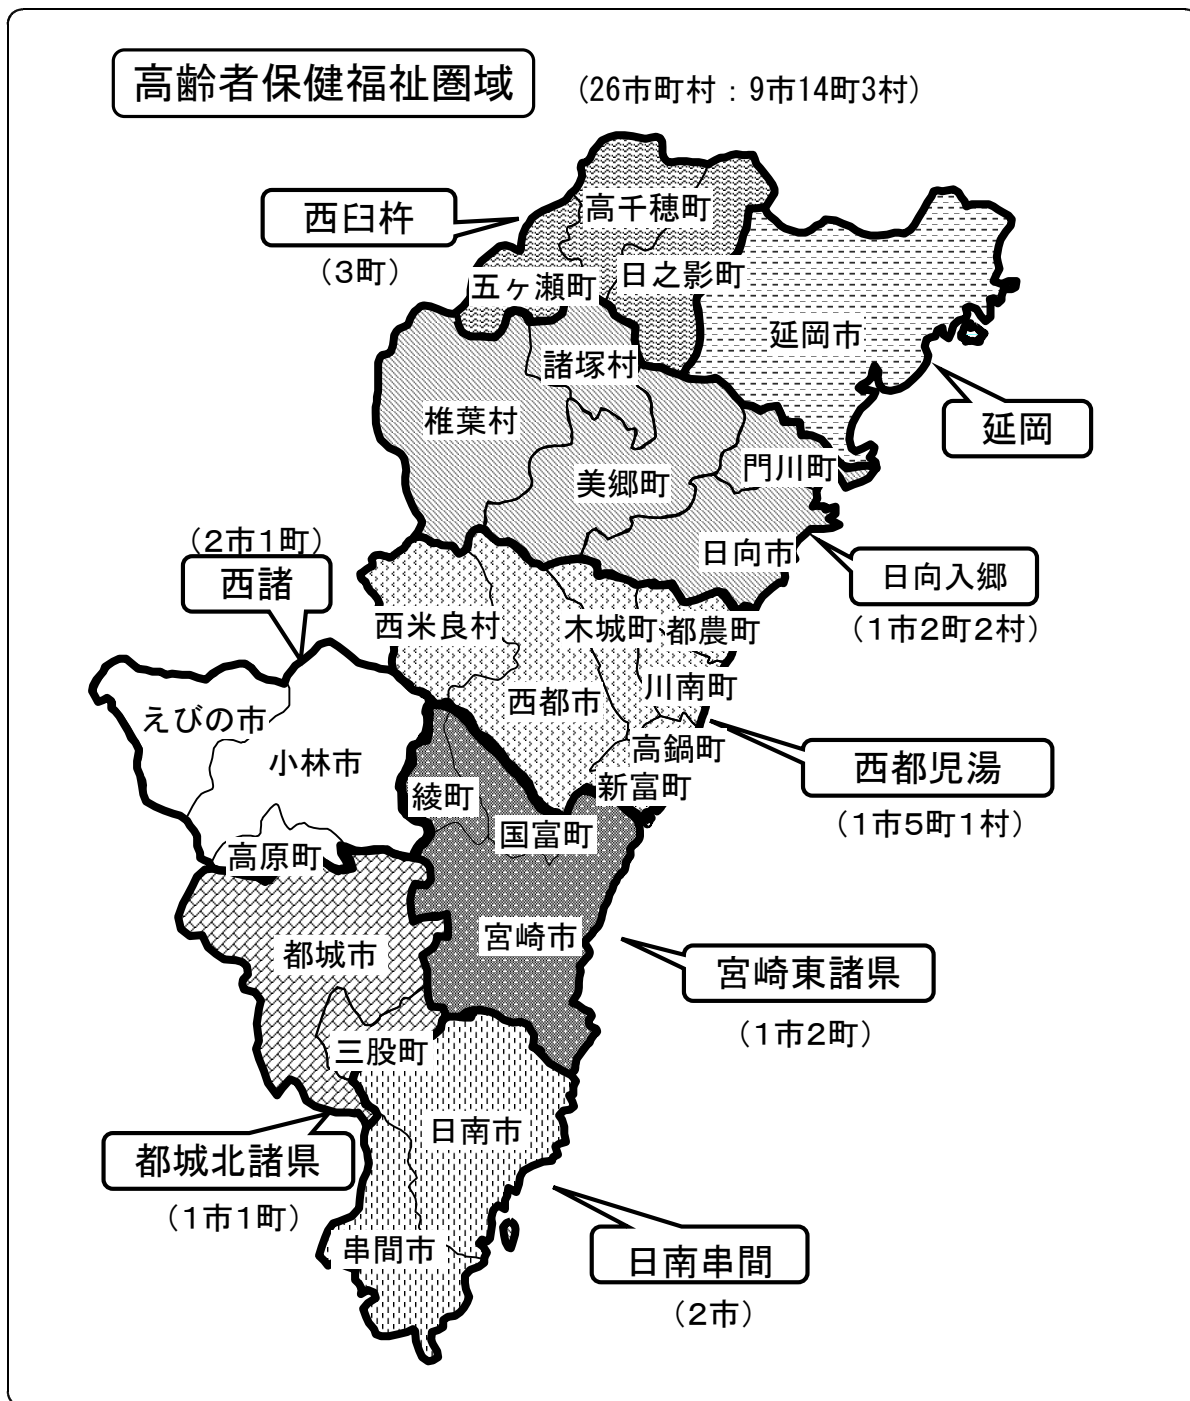 高齢者保健福祉圏域
(26市町村：9市14町3村)
西臼杵
(3町)
高千穂町
日之影町
五ヶ瀬町
延岡市
延岡
諸塚村
椎葉村
美郷町
門川町
日向市
日向入郷
(1市2町2村)
(2市1町)
西諸
西米良村
木城町
都農町
川南町
西都市
高鍋町
新富町
西都児湯
(1市5町1村)
えびの市
小林市
高原町
綾町
国富町
宮崎市
宮崎東諸県
(1市2町)
都城市
三股町
都城北諸県
(1市1町)
日南市
串間市
日南串間
(2市)